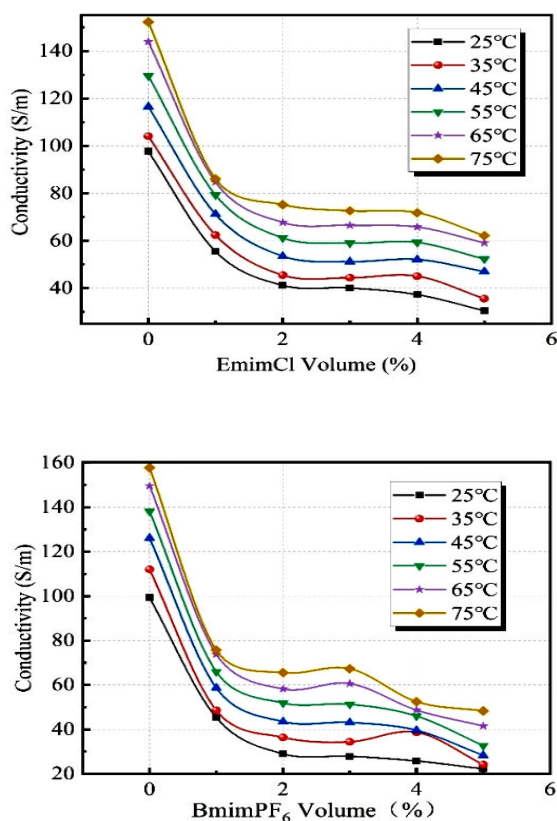 Conductivity (S/m)
140
120
100
80
60
40
0
2
4
6
EmimCl Volume (%)
25°C
35°C
45°C
55°C
65°C
75°C
Conductivity (S/m)
160
140
120
100
80
60
40
20
0
2
4
6
BmimPF₆ Volume（%）
25°C
35°C
45°C
55°C
65°C
75°C